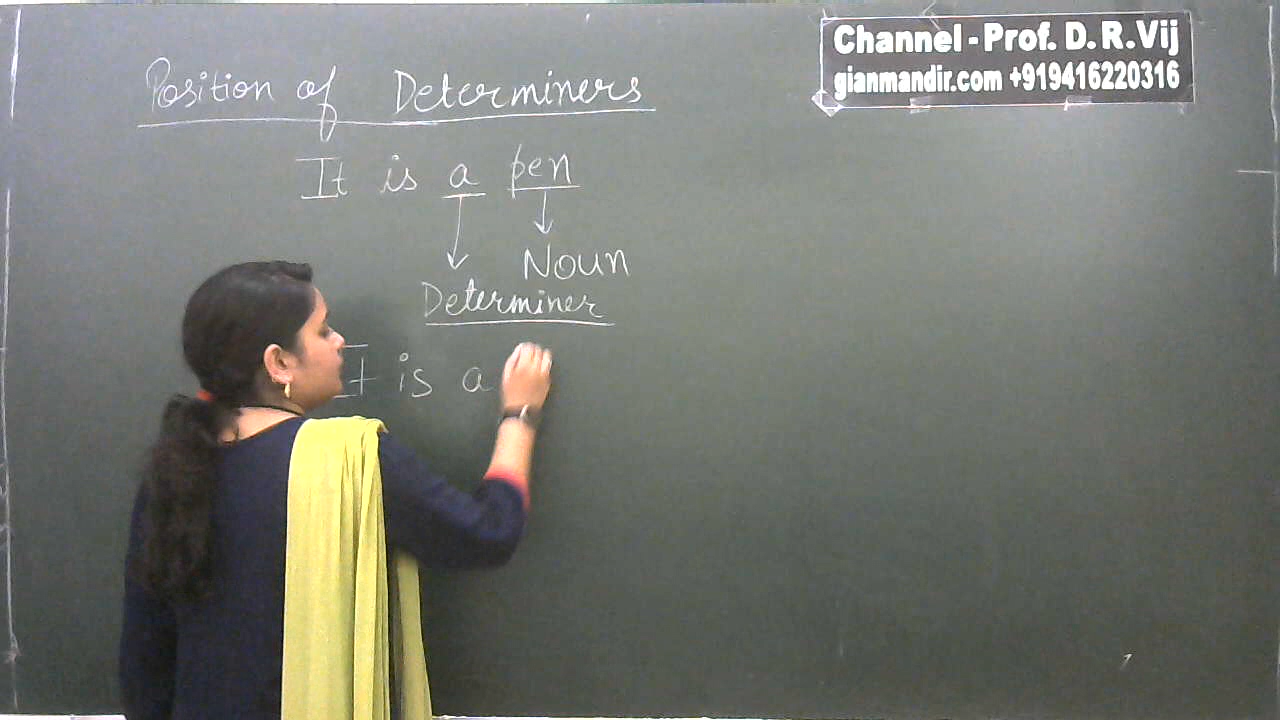 Channel - Prof. D. R. Vij
gianmandir.com +919416220316
Position of Determiners
It is a pen
Noun
Determiner
It is a